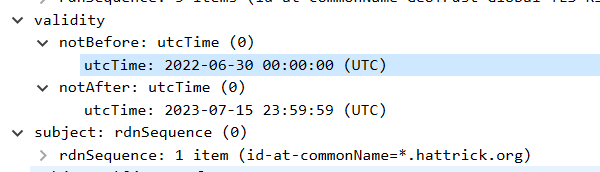 validity
notBefore: utcTime (0)
utcTime: 2022-06-30 00:00:00 (UTC)
notAfter: utcTime (0)
utcTime: 2023-07-15 23:59:59 (UTC)
subject: rdnSequence (0)
rdnSequence: 1 item (id-at-commonName=*.hattrick.org)